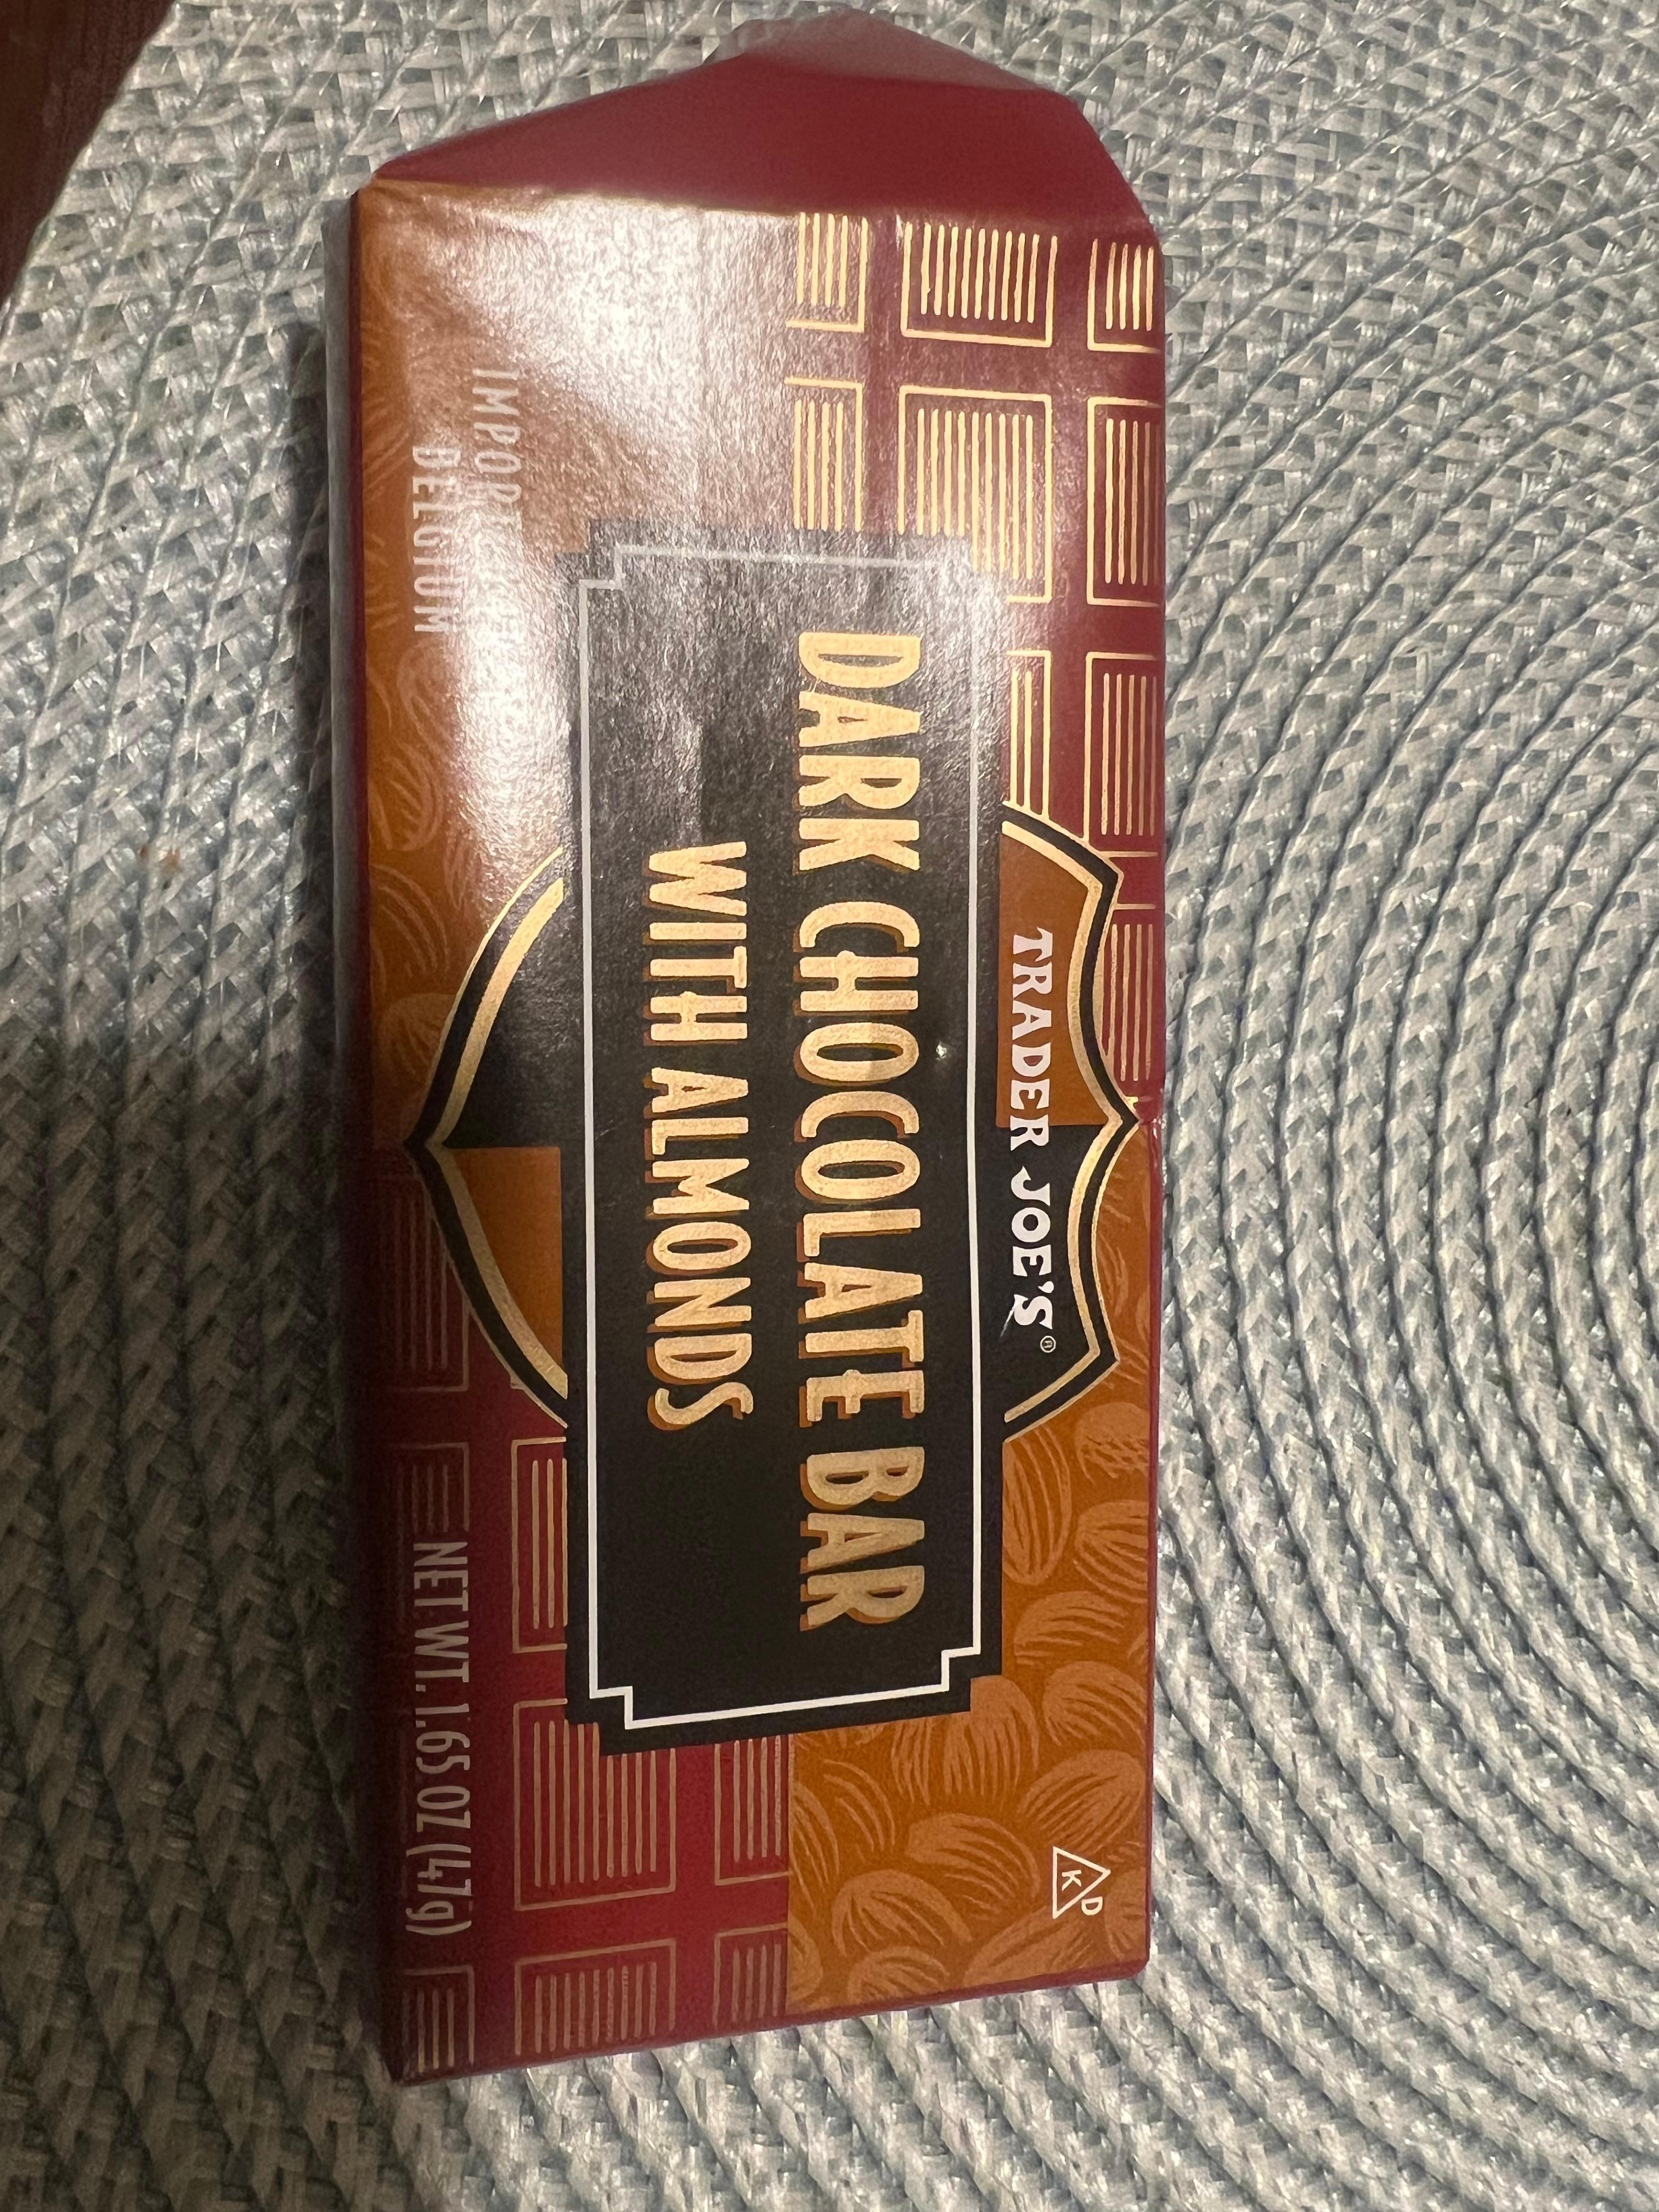 TRADER JOE'S®
DARK CHOCOLATE BAR
WITH ALMONDS
BELGIUM
NET WT. 1.65 OZ (47g)
K
D